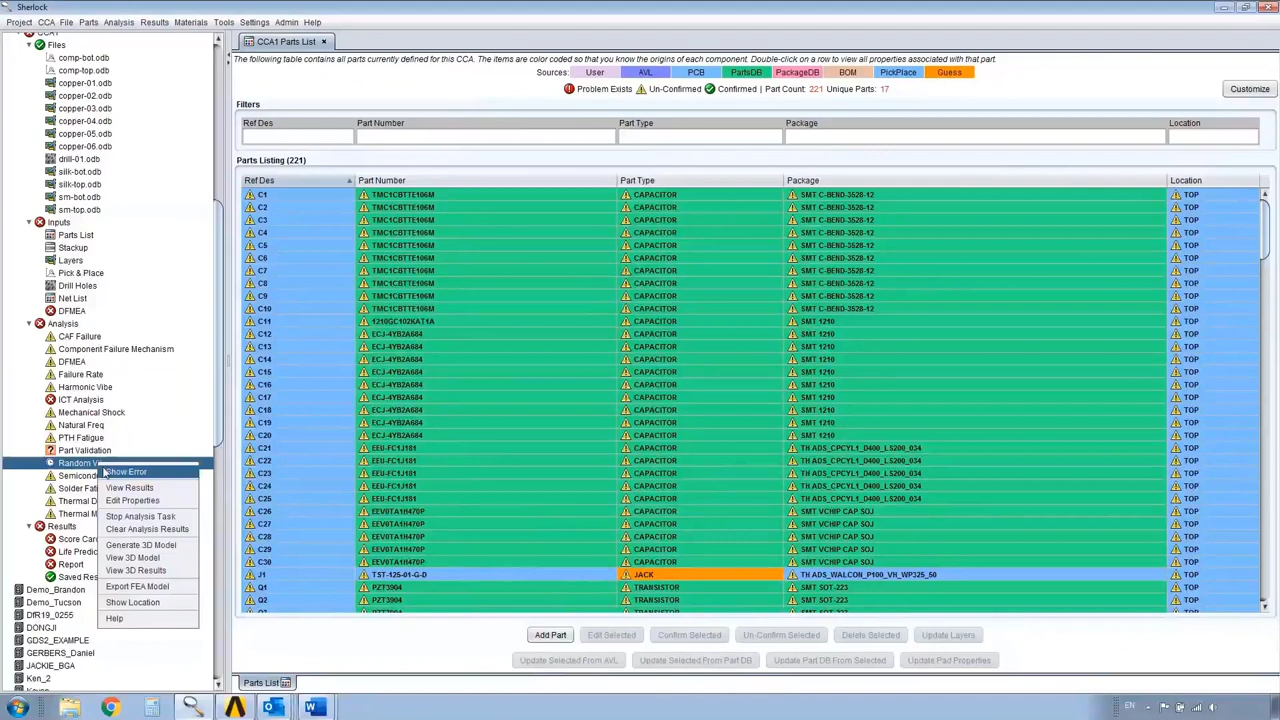 Sherlock
Project CCA File Parts Analysis Results Materials Tools Settings Admin Help
CCA1
Files
comp-bot.odb
comp-top.odb
copper-01.odb
copper-02.odb
copper-03.odb
copper-04.odb
copper-05.odb
copper-06.odb
drill-01.odb
silk-bot.odb
silk-top.odb
sm-bot.odb
sm-top.odb
Inputs
Parts List
Stackup
Layers
Pick & Place
Drill Holes
Net List
DFMEA
Analysis
CAF Failure
Component Failure Mechanism
DFMEA
Failure Rate
Harmonic Vibe
ICT Analysis
Mechanical Shock
Natural Freq
PTH Fatigue
Part Validation
Random V
Semicond
Solder Fat
Thermal D
Thermal M
Results
Score Car
Life Predic
Report
Saved Res
Demo_Brandon
Demo_Tucson
DfR19_0255
DONGJI
GDS2_EXAMPLE
GERBERS_Daniel
JACKIE_BGA
Ken_2
Show Error
View Results
Edit Properties
Stop Analysis Task
Clear Analysis Results
Generate 3D Model
View 3D Model
View 3D Results
Export FEA Model
Show Location
Help
CCA1 Parts List ×
The following table contains all parts currently defined for this CCA. The items are color coded so that you know the origins of each component. Double-click on a row to view all properties associated with that part.
Sources: User AVL PCB PartsDB PackageDB BOM PickPlace Guess
Problem Exists Un-Confirmed Confirmed | Part Count: 221 Unique Parts: 17
Customize
Filters
Ref Des Part Number Part Type Package Location
Parts Listing (221)
Ref Des Part Number Part Type Package Location
C1 TMC1CBTTE106M CAPACITOR SMT C-BEND-3528-12 TOP
C2 TMC1CBTTE106M CAPACITOR SMT C-BEND-3528-12 TOP
C3 TMC1CBTTE106M CAPACITOR SMT C-BEND-3528-12 TOP
C4 TMC1CBTTE106M CAPACITOR SMT C-BEND-3528-12 TOP
C5 TMC1CBTTE106M CAPACITOR SMT C-BEND-3528-12 TOP
C6 TMC1CBTTE106M CAPACITOR SMT C-BEND-3528-12 TOP
C7 TMC1CBTTE106M CAPACITOR SMT C-BEND-3528-12 TOP
C8 TMC1CBTTE106M CAPACITOR SMT C-BEND-3528-12 TOP
C9 TMC1CBTTE106M CAPACITOR SMT C-BEND-3528-12 TOP
C10 TMC1CBTTE106M CAPACITOR SMT C-BEND-3528-12 TOP
C11 1210GC102KAT1A CAPACITOR SMT 1210 TOP
C12 ECJ-4YB2A684 CAPACITOR SMT 1210 TOP
C13 ECJ-4YB2A684 CAPACITOR SMT 1210 TOP
C14 ECJ-4YB2A684 CAPACITOR SMT 1210 TOP
C15 ECJ-4YB2A684 CAPACITOR SMT 1210 TOP
C16 ECJ-4YB2A684 CAPACITOR SMT 1210 TOP
C17 ECJ-4YB2A684 CAPACITOR SMT 1210 TOP
C18 ECJ-4YB2A684 CAPACITOR SMT 1210 TOP
C19 ECJ-4YB2A684 CAPACITOR SMT 1210 TOP
C20 ECJ-4YB2A684 CAPACITOR SMT 1210 TOP
C21 EEU-FC1J181 CAPACITOR TH ADS_CPCYL1_D400_LS200_034 TOP
C22 EEU-FC1J181 CAPACITOR TH ADS_CPCYL1_D400_LS200_034 TOP
C23 EEU-FC1J181 CAPACITOR TH ADS_CPCYL1_D400_LS200_034 TOP
C24 EEU-FC1J181 CAPACITOR TH ADS_CPCYL1_D400_LS200_034 TOP
C25 EEU-FC1J181 CAPACITOR TH ADS_CPCYL1_D400_LS200_034 TOP
C26 EEV0TA1H470P CAPACITOR SMT VCHIP CAP SOJ TOP
C27 EEV0TA1H470P CAPACITOR SMT VCHIP CAP SOJ TOP
C28 EEV0TA1H470P CAPACITOR SMT VCHIP CAP SOJ TOP
C29 EEV0TA1H470P CAPACITOR SMT VCHIP CAP SOJ TOP
C30 EEV0TA1H470P CAPACITOR SMT VCHIP CAP SOJ TOP
J1 TST-125-01-G-D JACK TH ADS_WALCON_P100_VH_WP325_50 TOP
Q1 PZT3904 TRANSISTOR SMT SOT-223 TOP
Q2 PZT3904 TRANSISTOR SMT SOT-223 TOP
Add Part Edit Selected Confirm Selected Un-Confirm Selected Delete Selected Update Layers
Update Selected From AVL Update Selected From Part DB Update Part DB From Selected Update Pad Properties
Parts List
EN